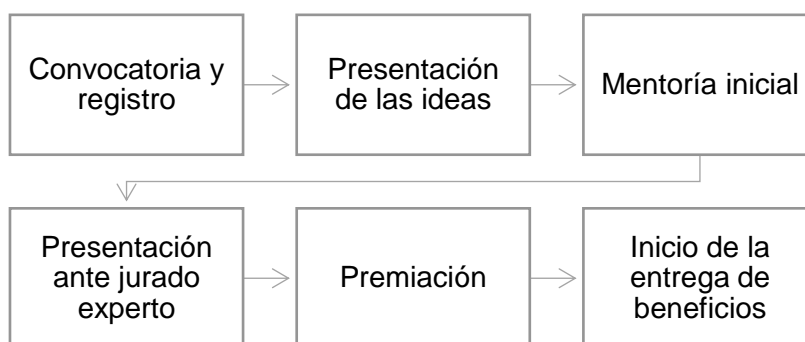 Convocatoria y
registro
Presentación
de las ideas
Mentoría inicial
Presentación
ante jurado
experto
Premiación
Inicio de la
entrega de
beneficios